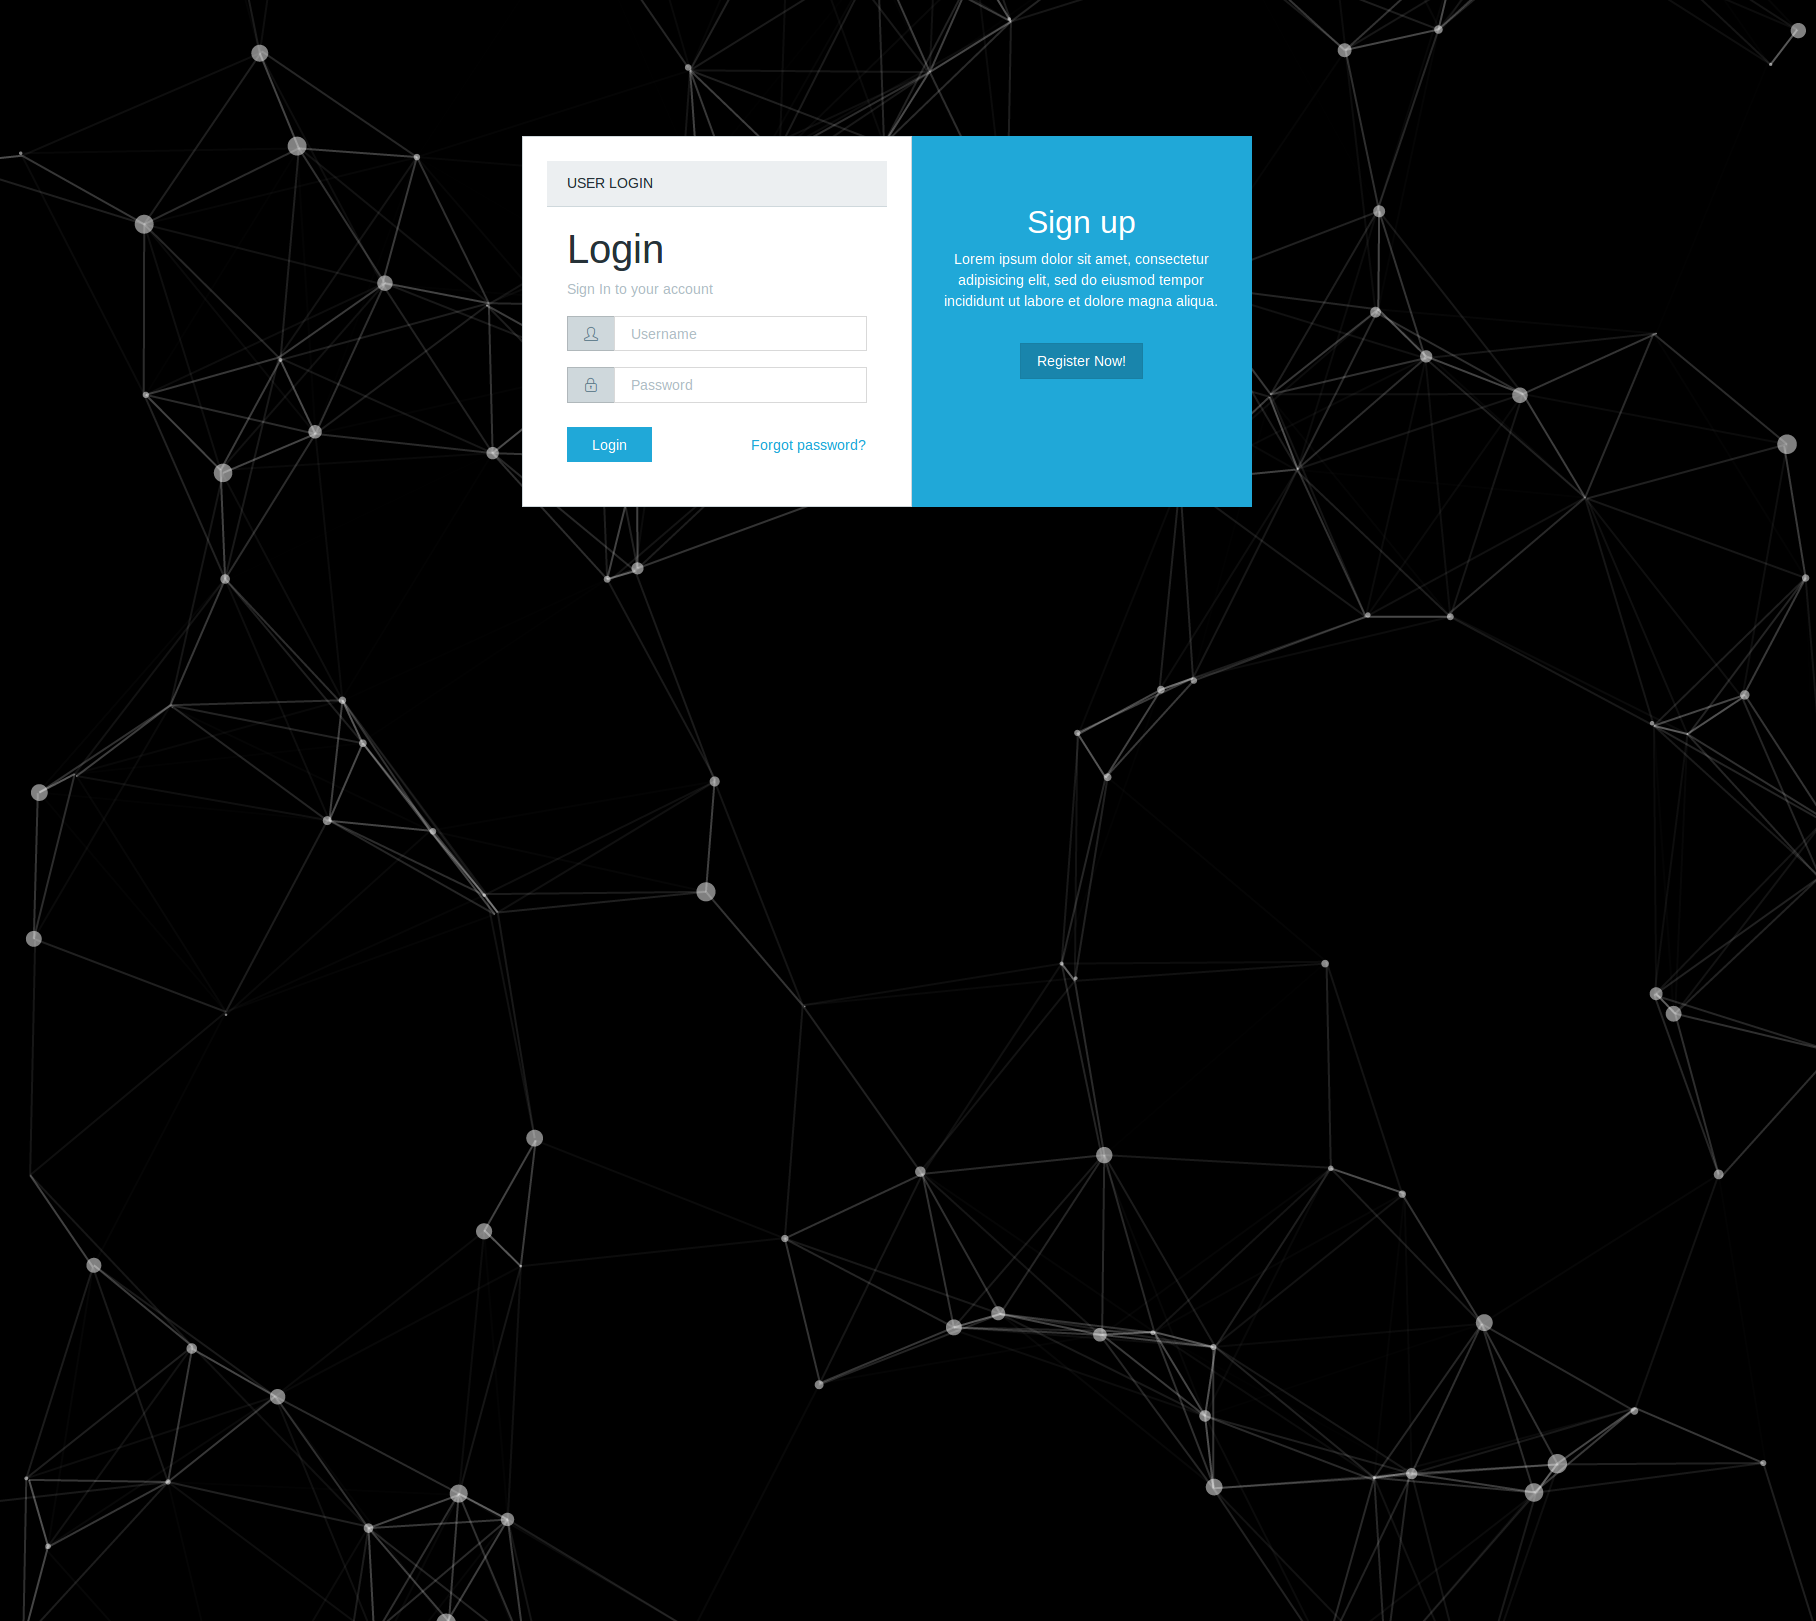 USER LOGIN
Login
Sign In to your account
Username
Password
Login
Forgot password?
Sign up
Lorem ipsum dolor sit amet, consectetur
adipisicing elit, sed do eiusmod tempor
incididunt ut labore et dolore magna aliqua.
Register Now!